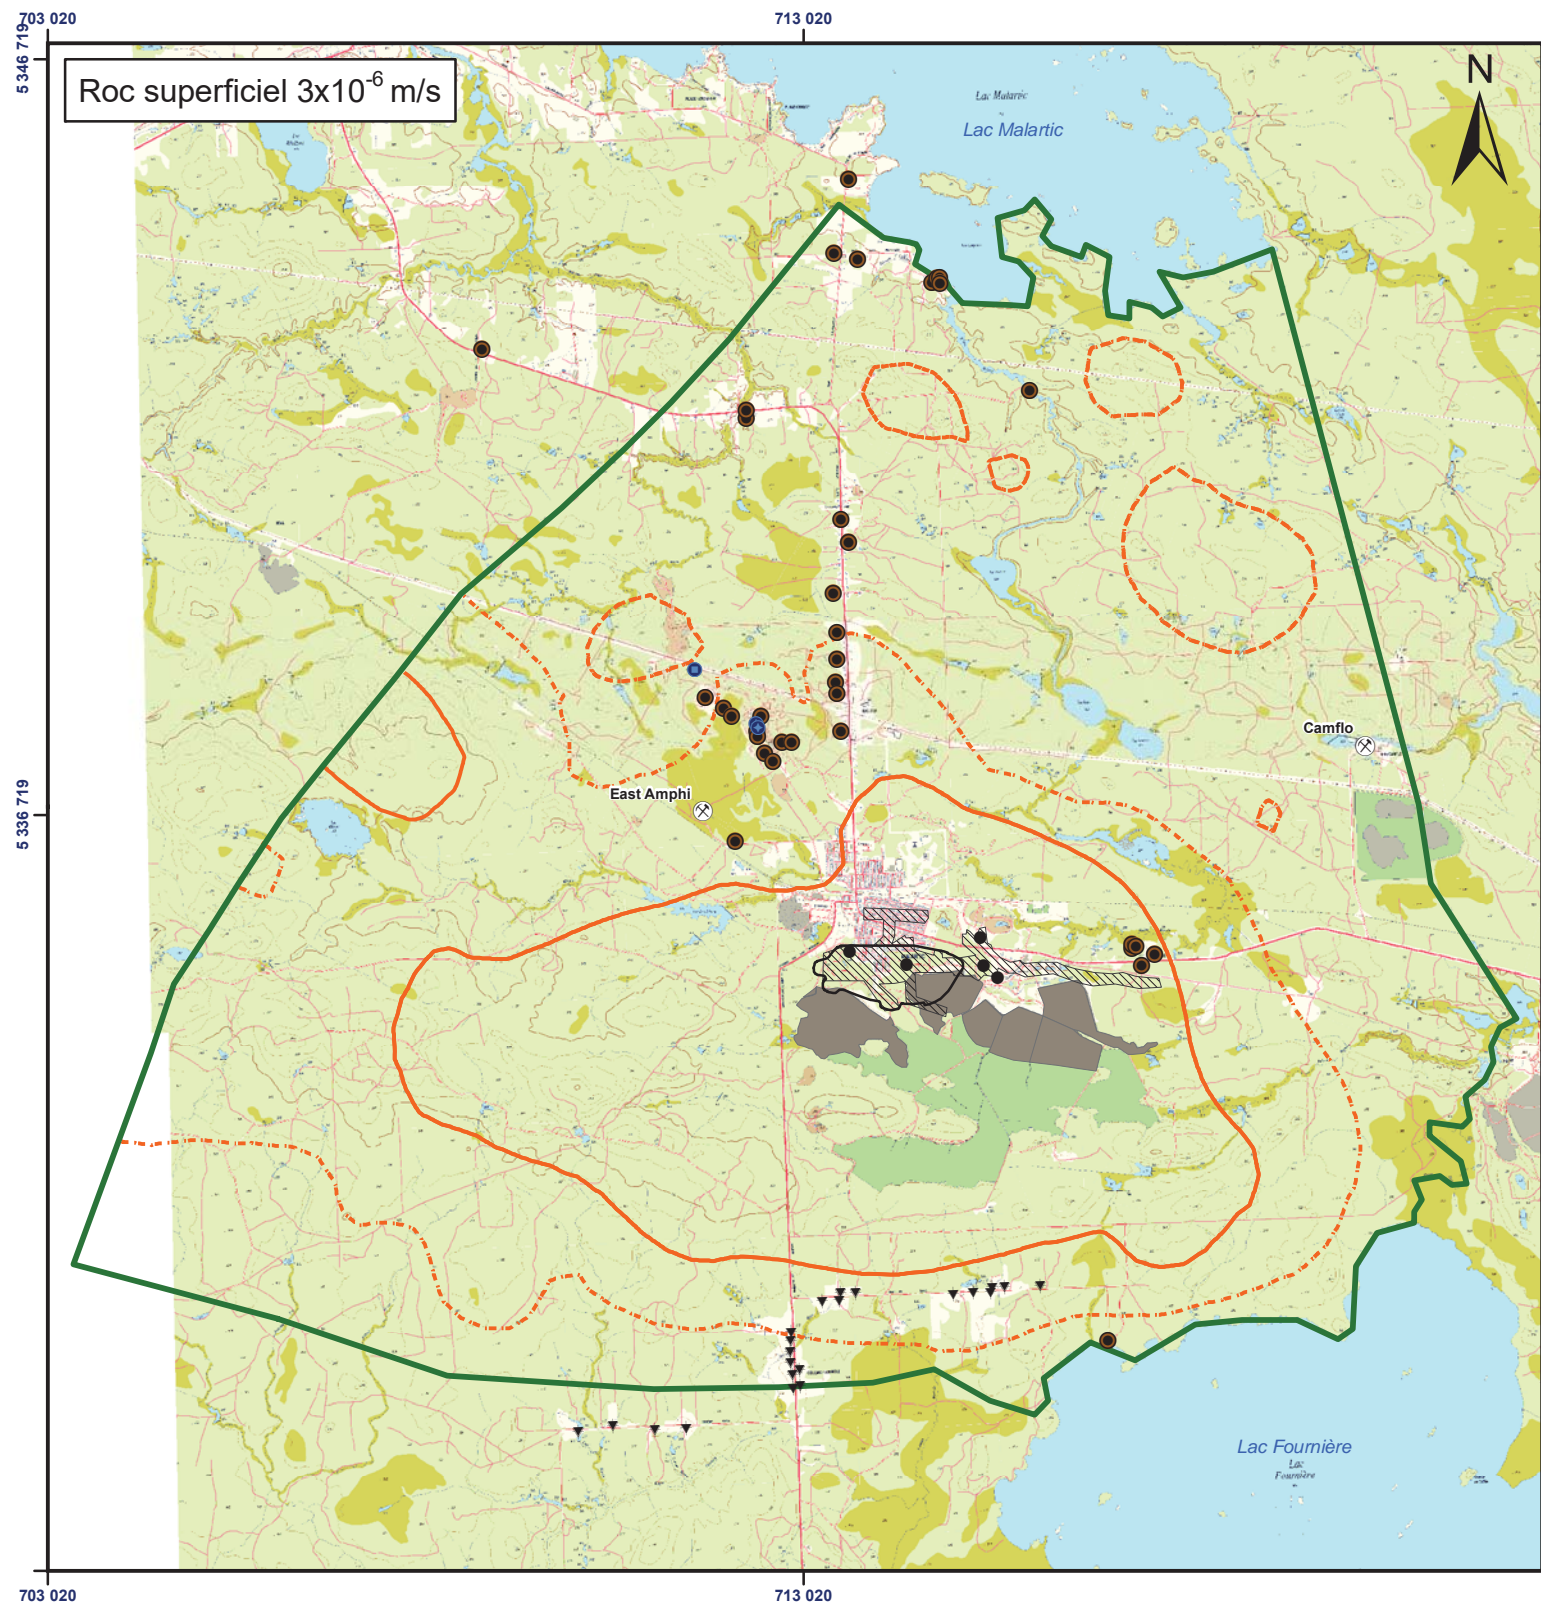 703 020
713 020
5 346 719
Roc superficiel 3x10-6 m/s
N
Lac Malartic
Lac Malartic
Camflo
East Amphi
5 336 719
Lac Fournière
Lac
Fournière
703 020
713 020